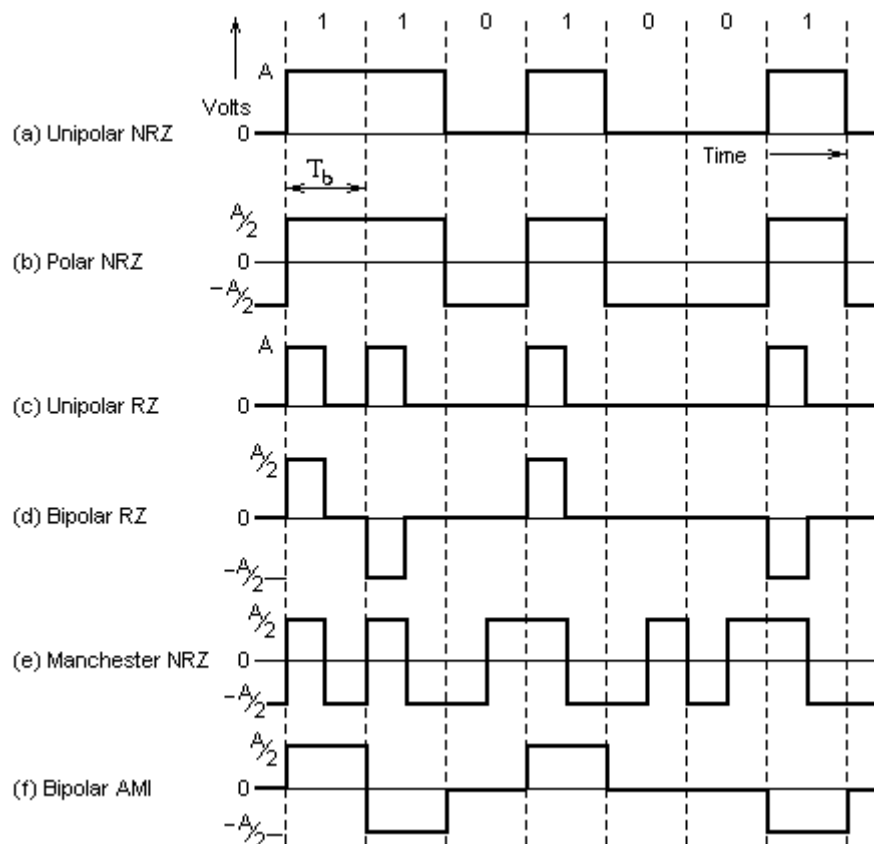 1 1 0 1 0 0 1
A
Volts
(a) Unipolar NRZ 0
Time
T_b
A/2
(b) Polar NRZ 0
−A/2
A
(c) Unipolar RZ 0
A/2
(d) Bipolar RZ 0
−A/2
A/2
(e) Manchester NRZ 0
−A/2
A/2
(f) Bipolar AMI 0
−A/2